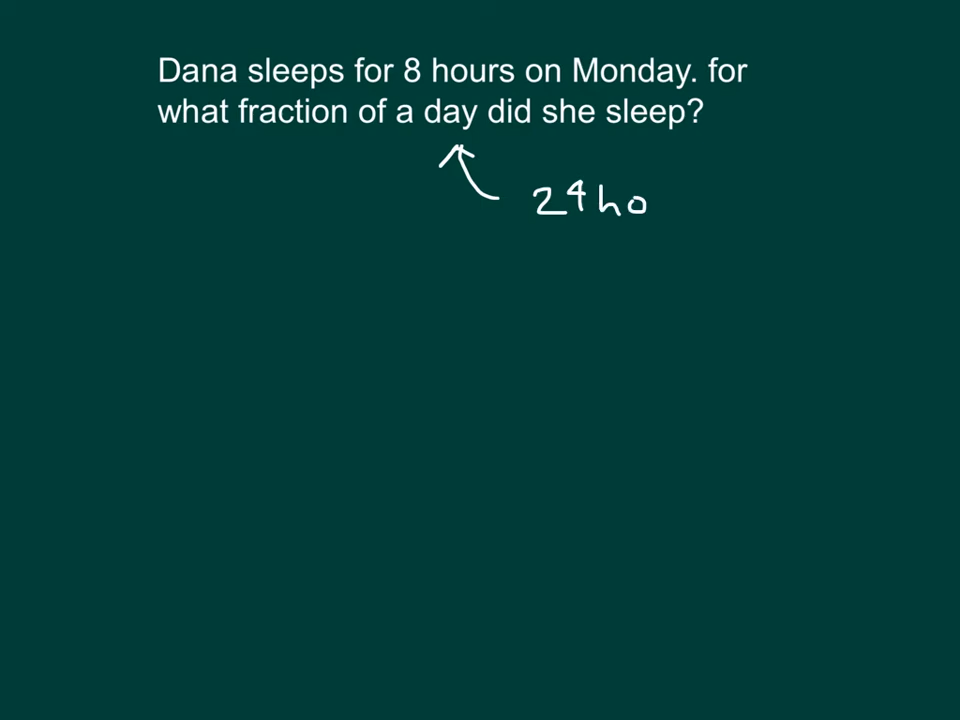 Dana sleeps for 8 hours on Monday. for
what fraction of a day did she sleep?
24 ho